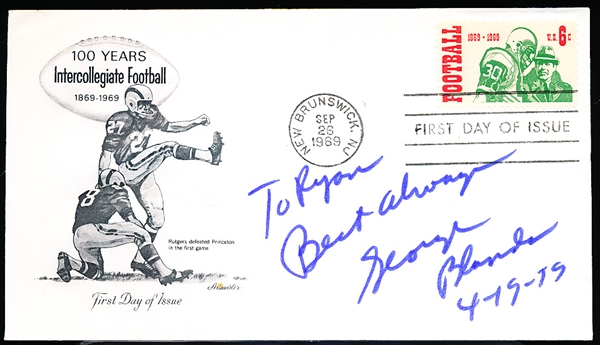 100 YEARS
Intercollegiate Football
1869-1969
27
8
Rutgers defeated Princeton
in the first game
Artmaster
First Day of Issue
NEW BRUNSWICK, NJ
SEP
26
1969
FOOTBALL
1869-1969
U.S. 6c
30
FIRST DAY OF ISSUE
To Ryan
Best Always
George
Blanda
4-19-79